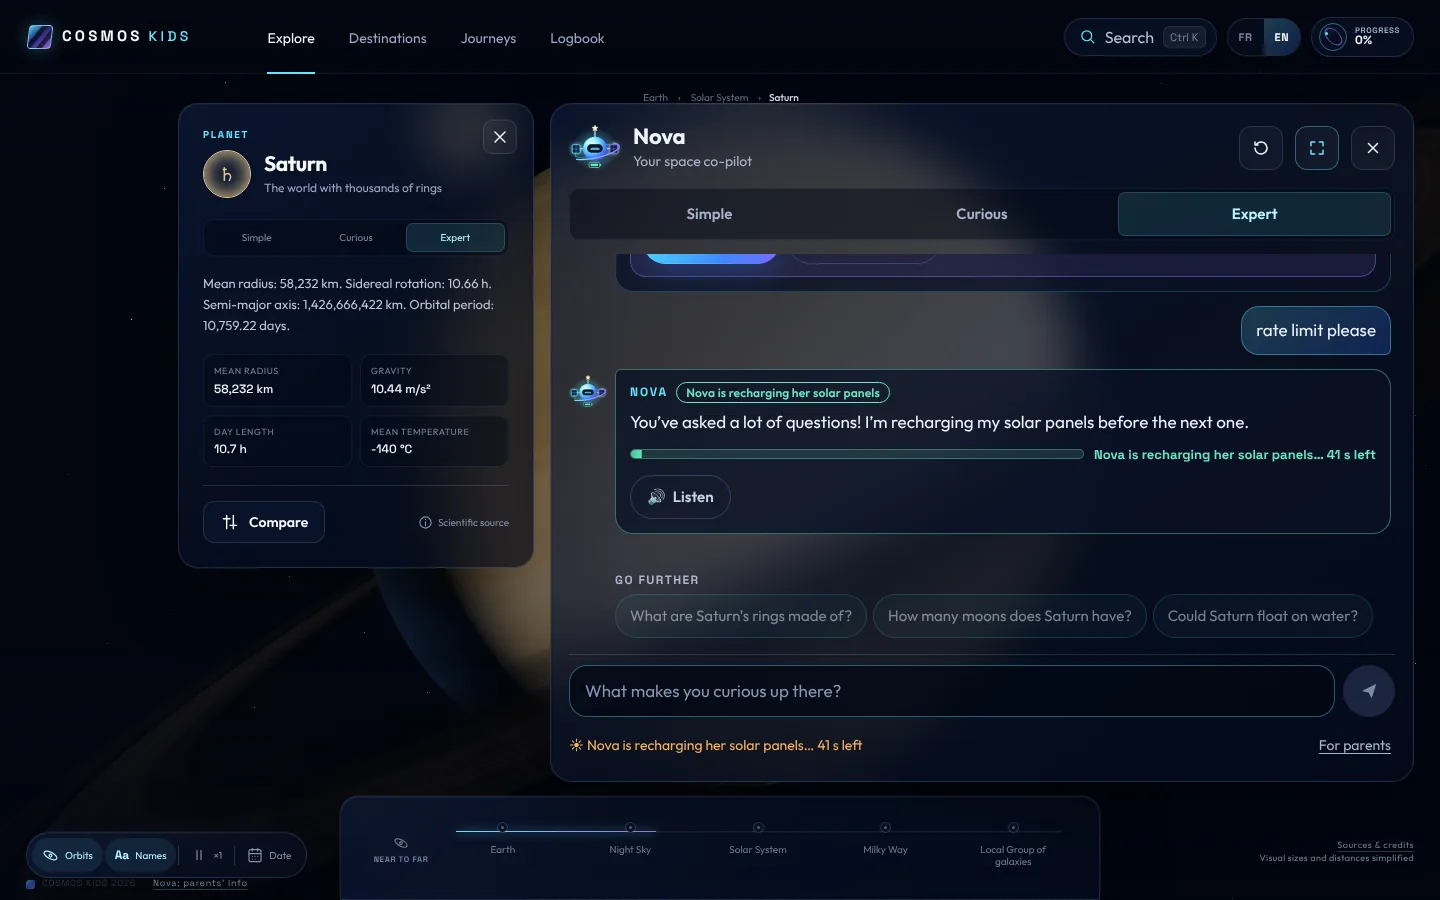 COSMOS KIDS
Explore
Destinations
Journeys
Logbook
Search Ctrl K
FR EN
PROGRESS
0%
Earth › Solar System › Saturn
PLANET
♄
Saturn
The world with thousands of rings
Simple
Curious
Expert
Mean radius: 58,232 km. Sidereal rotation: 10.66 h.
Semi-major axis: 1,426,666,422 km. Orbital period:
10,759.22 days.
MEAN RADIUS
58,232 km
GRAVITY
10.44 m/s²
DAY LENGTH
10.7 h
MEAN TEMPERATURE
-140 °C
Compare
Scientific source
Nova
Your space co-pilot
Simple
Curious
Expert
rate limit please
NOVA Nova is recharging her solar panels
You’ve asked a lot of questions! I’m recharging my solar panels before the next one.
Nova is recharging her solar panels… 41 s left
Listen
GO FURTHER
What are Saturn's rings made of?
How many moons does Saturn have?
Could Saturn float on water?
What makes you curious up there?
Nova is recharging her solar panels… 41 s left
For parents
NEAR TO FAR
Earth
Night Sky
Solar System
Milky Way
Local Group of
galaxies
Orbits
Aa Names
×1
Date
COSMOS KIDS 2026
Nova: parents' info
Sources & credits
Visual sizes and distances simplified